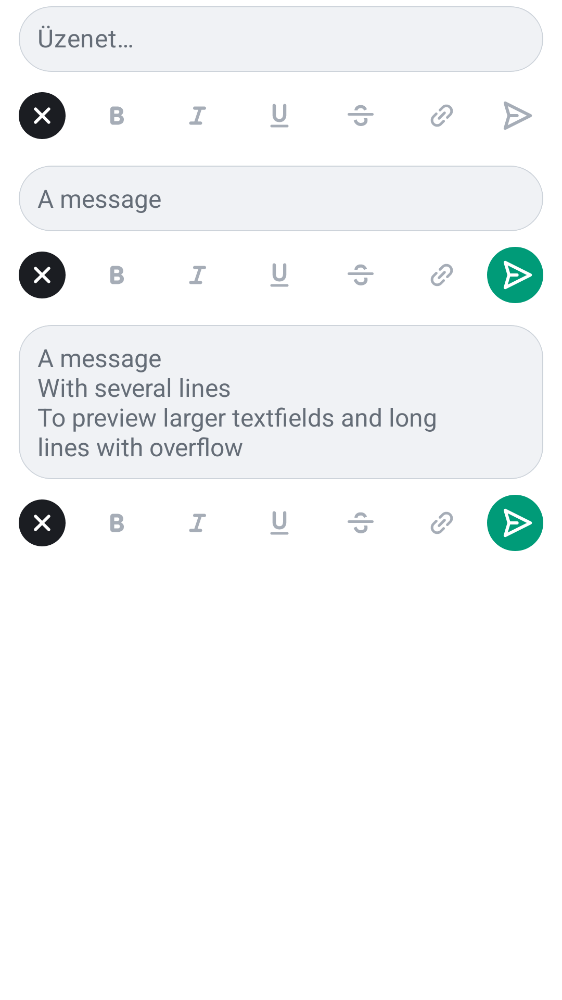 Üzenet…
A message
A message
With several lines
To preview larger textfields and long
lines with overflow